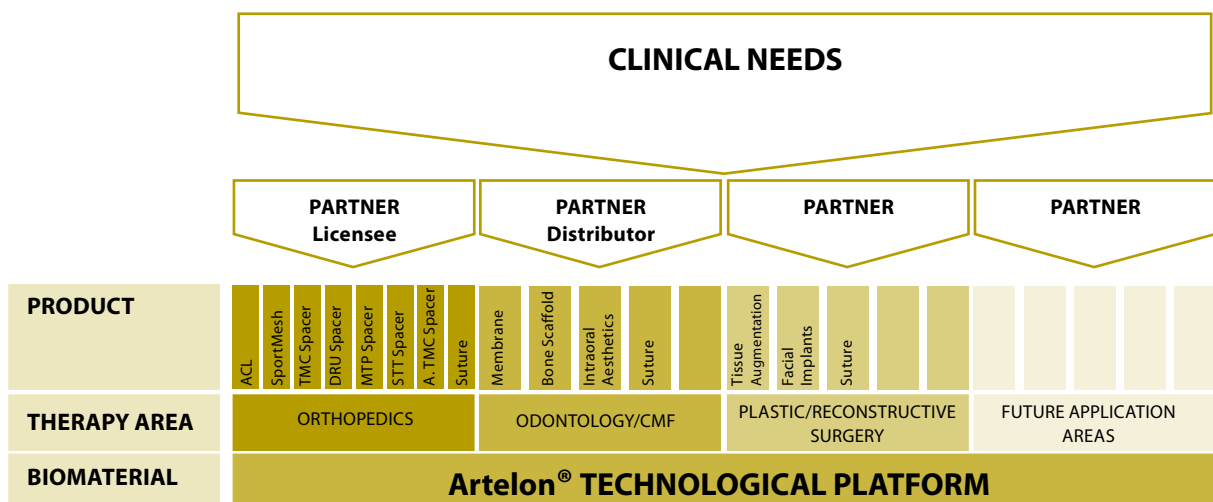 CLINICAL NEEDS
PARTNER
Licensee
PARTNER
Distributor
PARTNER
PARTNER
PRODUCT
ACL
SportMesh
TMC Spacer
DRU Spacer
MTP Spacer
STT Spacer
A. TMC Spacer
Suture
Membrane
Bone Scaffold
Intraoral
Aesthetics
Suture
Tissue
Augmentation
Facial
Implants
Suture
THERAPY AREA
ORTHOPEDICS
ODONTOLOGY/CMF
PLASTIC/RECONSTRUCTIVE
SURGERY
FUTURE APPLICATION
AREAS
BIOMATERIAL
Artelon® TECHNOLOGICAL PLATFORM